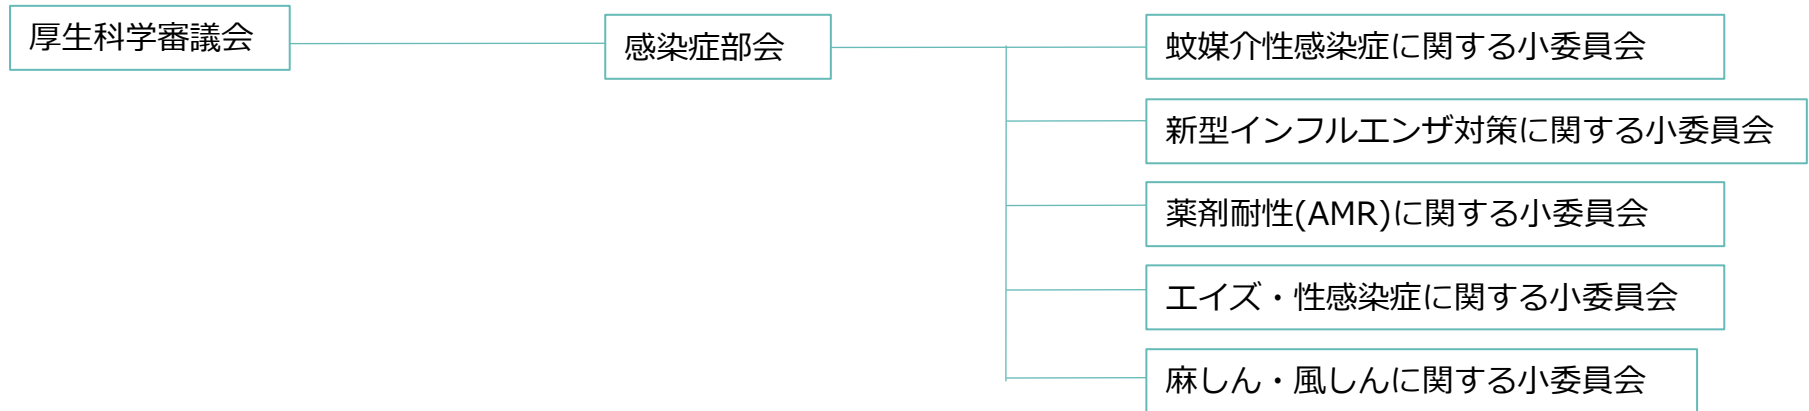 厚生科学審議会
感染症部会
蚊媒介性感染症に関する小委員会
新型インフルエンザ対策に関する小委員会
薬剤耐性(AMR)に関する小委員会
エイズ・性感染症に関する小委員会
麻しん・風しんに関する小委員会